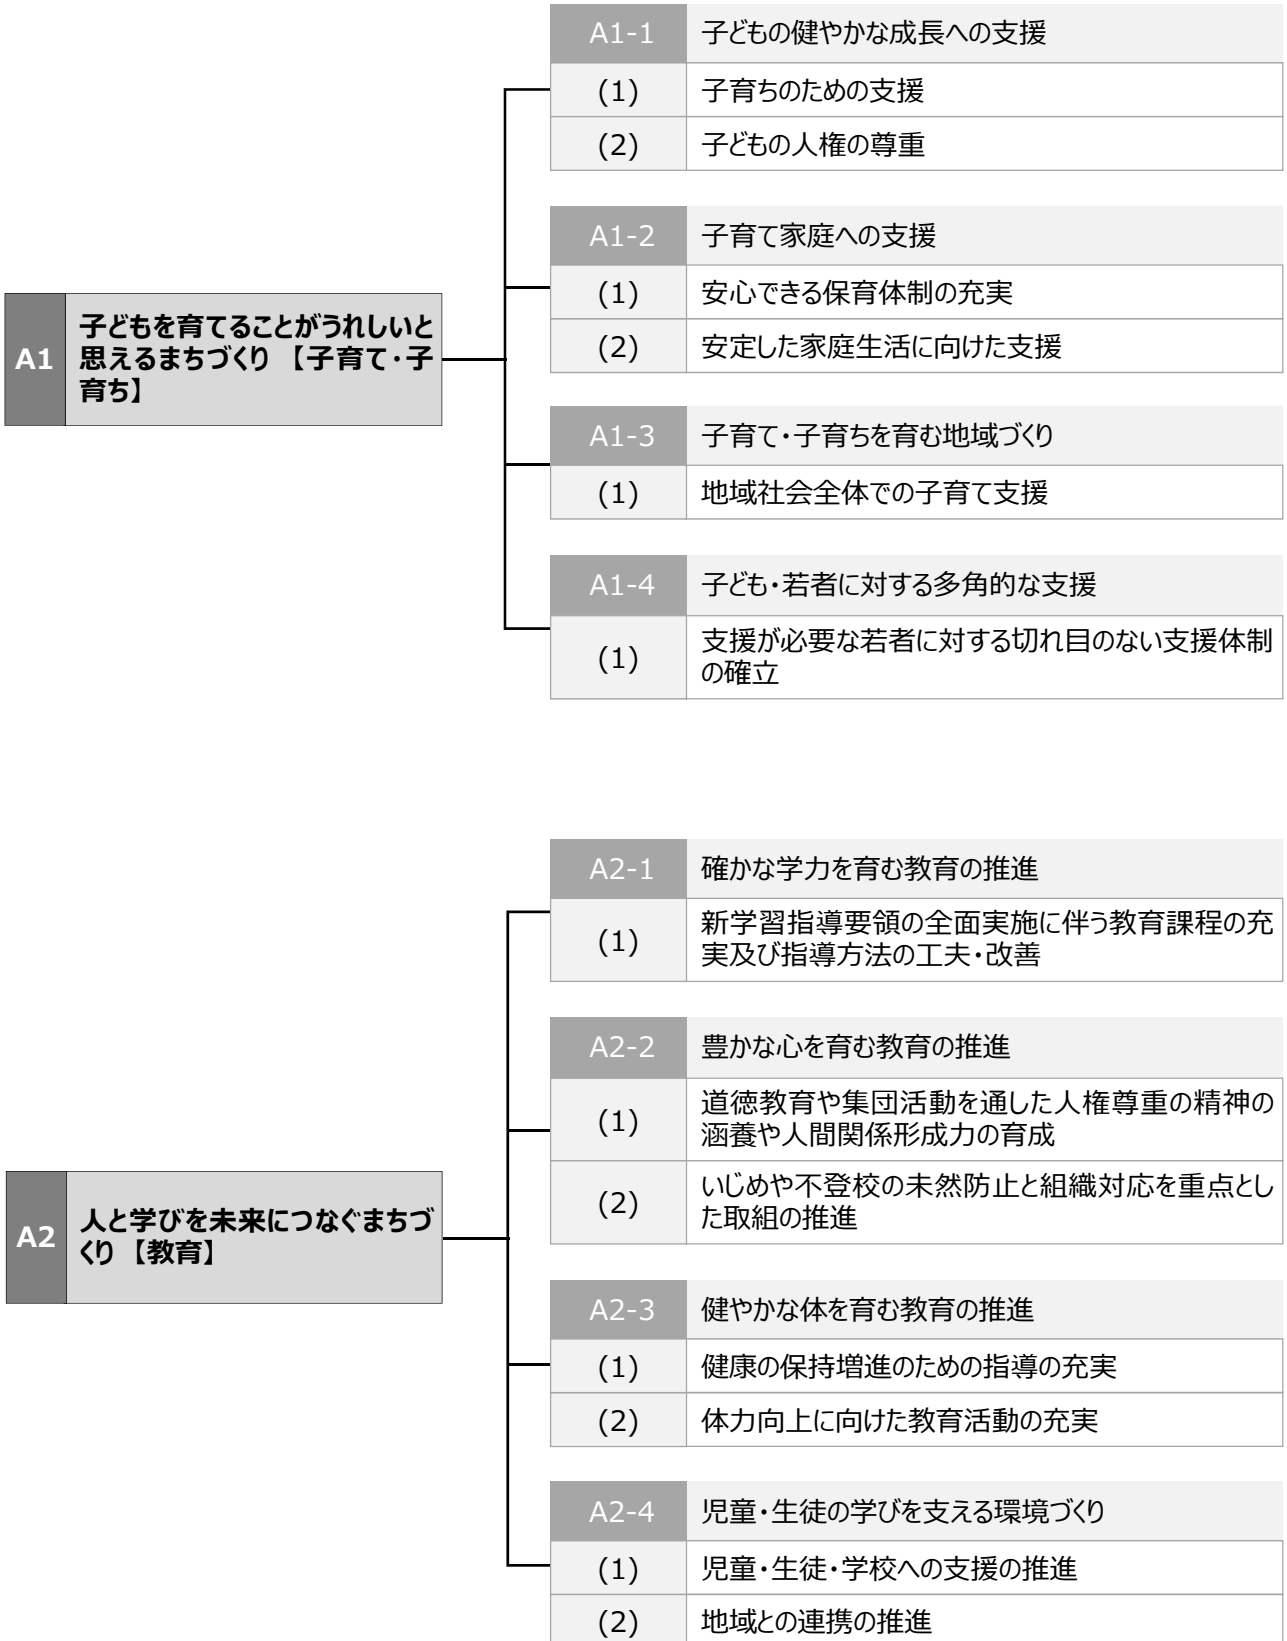 A1
子どもを育てることがうれしいと
思えるまちづくり 【子育て・子
育ち】
A1-1 子どもの健やかな成長への支援
(1) 子育ちのための支援
(2) 子どもの人権の尊重
A1-2 子育て家庭への支援
(1) 安心できる保育体制の充実
(2) 安定した家庭生活に向けた支援
A1-3 子育て・子育ちを育む地域づくり
(1) 地域社会全体での子育て支援
A1-4 子ども・若者に対する多角的な支援
(1) 支援が必要な若者に対する切れ目のない支援体制
の確立
A2
人と学びを未来につなぐまちづ
くり 【教育】
A2-1 確かな学力を育む教育の推進
(1) 新学習指導要領の全面実施に伴う教育課程の充
実及び指導方法の工夫・改善
A2-2 豊かな心を育む教育の推進
(1) 道徳教育や集団活動を通した人権尊重の精神の
涵養や人間関係形成力の育成
(2) いじめや不登校の未然防止と組織対応を重点とし
た取組の推進
A2-3 健やかな体を育む教育の推進
(1) 健康の保持増進のための指導の充実
(2) 体力向上に向けた教育活動の充実
A2-4 児童・生徒の学びを支える環境づくり
(1) 児童・生徒・学校への支援の推進
(2) 地域との連携の推進